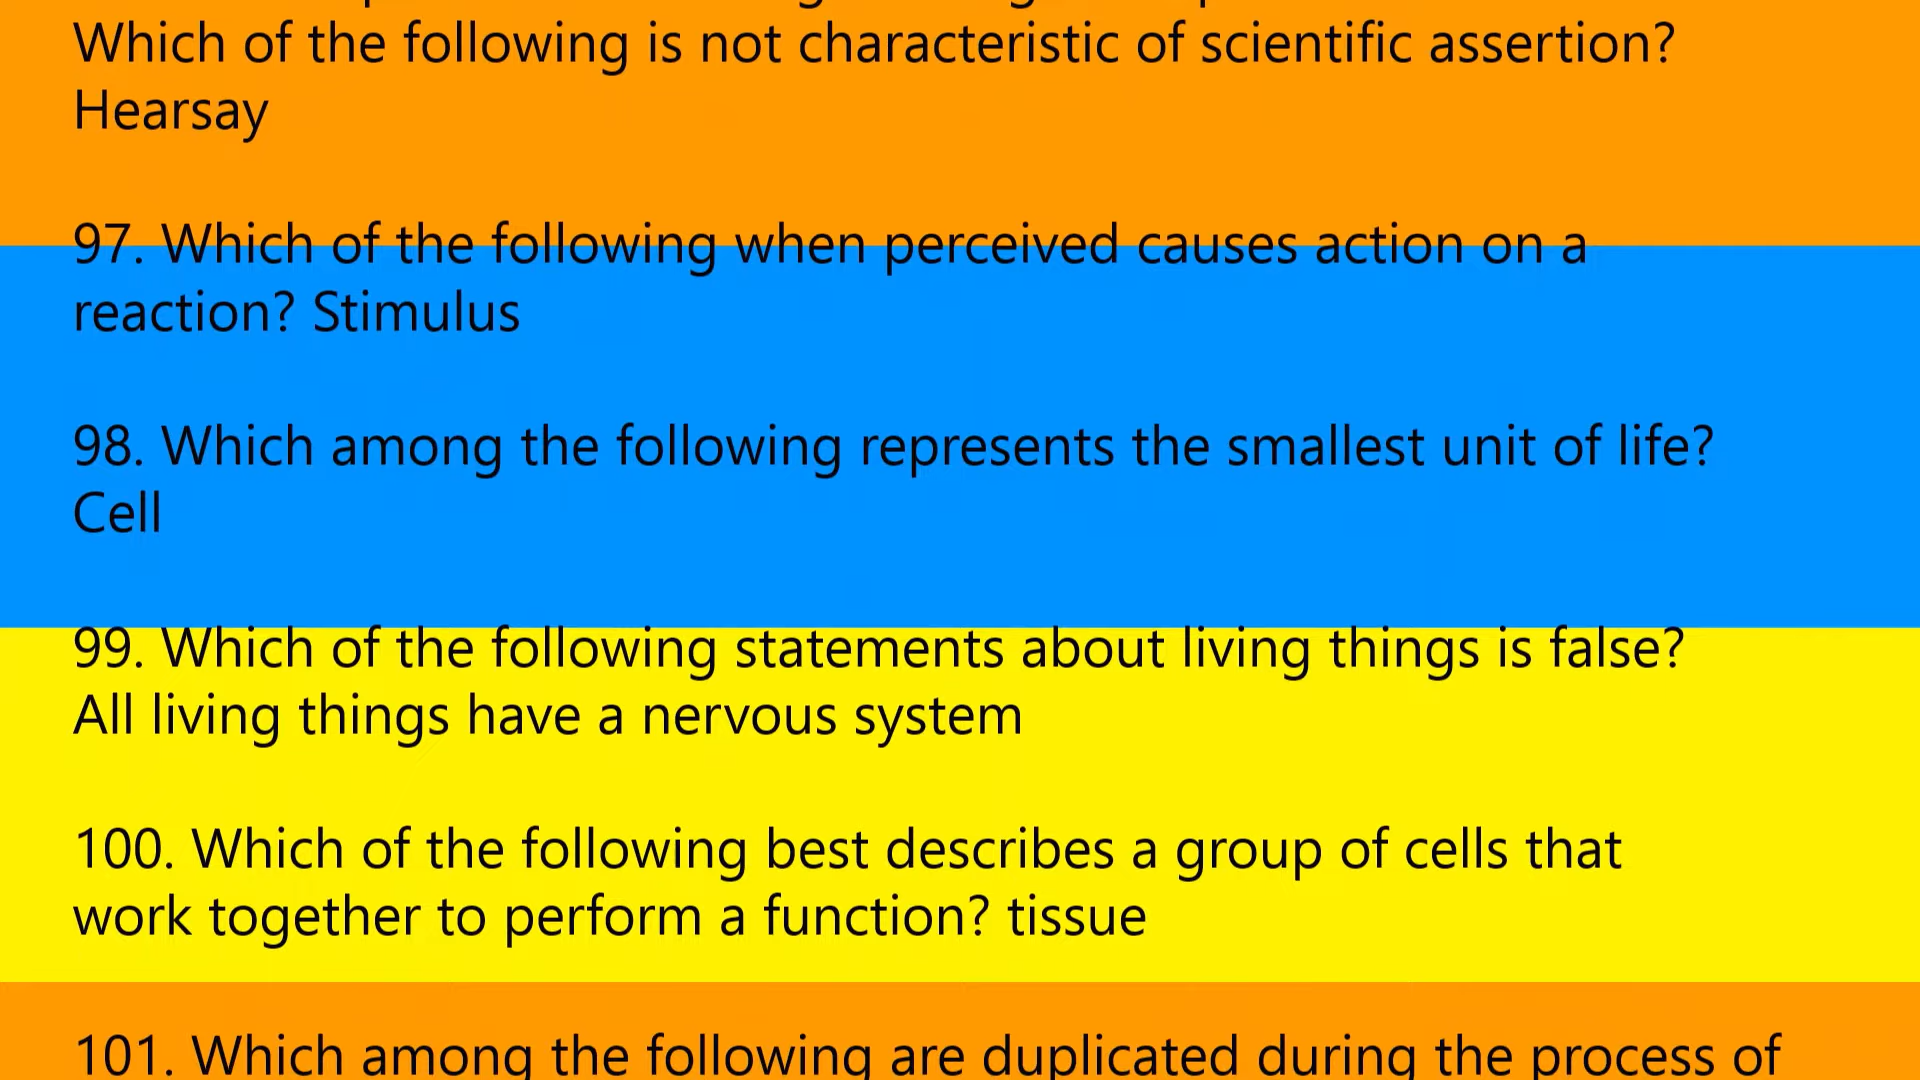 Which of the following is not characteristic of scientific assertion?
Hearsay
97. Which of the following when perceived causes action on a
reaction? Stimulus
98. Which among the following represents the smallest unit of life?
Cell
99. Which of the following statements about living things is false?
All living things have a nervous system
100. Which of the following best describes a group of cells that
work together to perform a function? tissue
101. Which among the following are duplicated during the process of